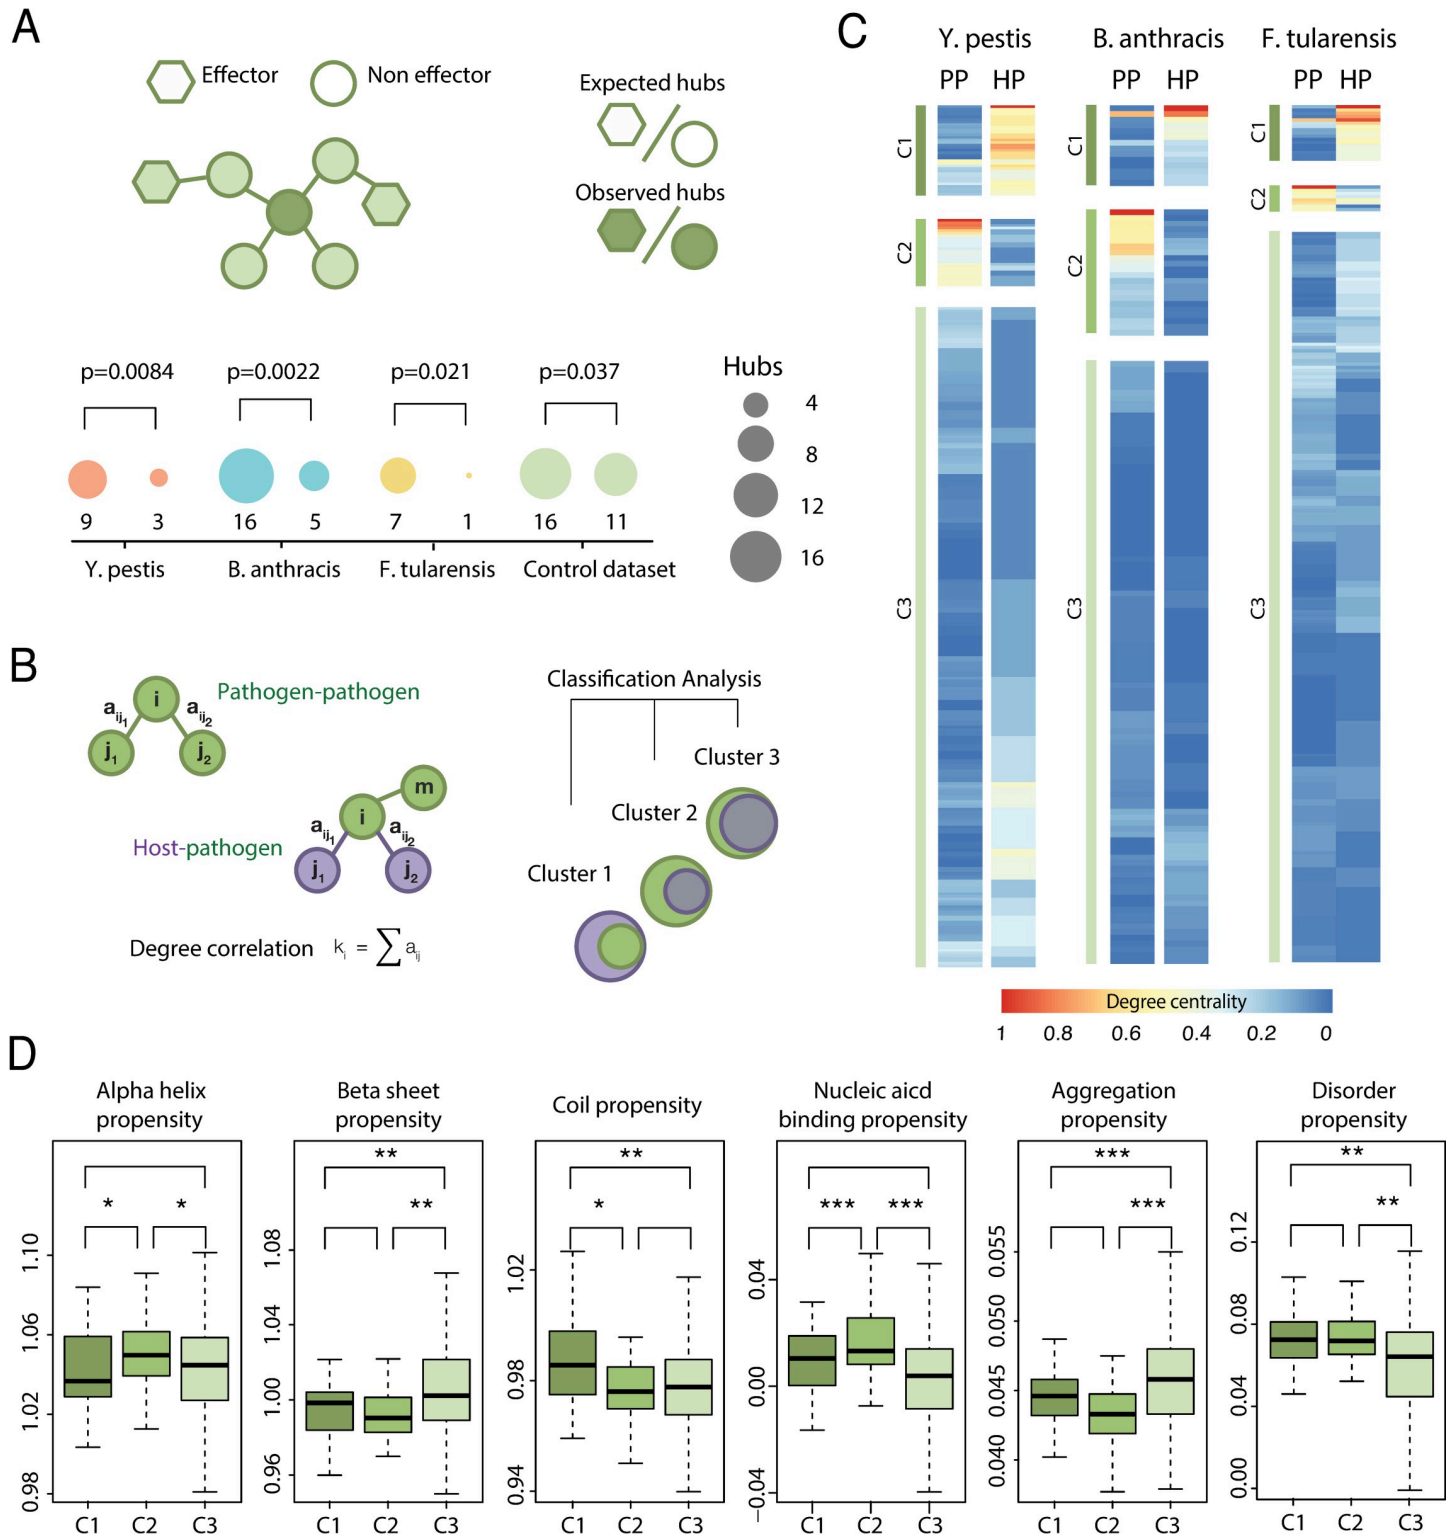 A
Effector
Non effector
Expected hubs
Observed hubs
p=0.0084
p=0.0022
p=0.021
p=0.037
9
3
16
5
7
1
16
11
Y. pestis
B. anthracis
F. tularensis
Control dataset
Hubs
4
8
12
16
B
i
Pathogen-pathogen
aij1
aij2
j1
j2
m
i
aij1
aij2
Host-pathogen
j1
j2
Degree correlation ki = ∑ aij
Classification Analysis
Cluster 3
Cluster 2
Cluster 1
C
Y. pestis
B. anthracis
F. tularensis
PP HP
PP HP
PP HP
C1
C2
C3
C1
C2
C3
C1
C2
C3
Degree centrality
1 0.8 0.6 0.4 0.2 0
D
Alpha helix
propensity
*
*
1.10
1.06
1.02
0.98
C1 C2 C3
Beta sheet
propensity
**
**
1.08
1.04
1.00
0.96
C1 C2 C3
Coil propensity
**
*
1.02
0.98
0.94
C1 C2 C3
Nucleic aicd
binding propensity
***
***
0.04
0.00
−0.04
C1 C2 C3
Aggregation
propensity
***
***
0.055
0.050
0.045
0.040
C1 C2 C3
Disorder
propensity
**
**
0.12
0.08
0.04
0.00
C1 C2 C3